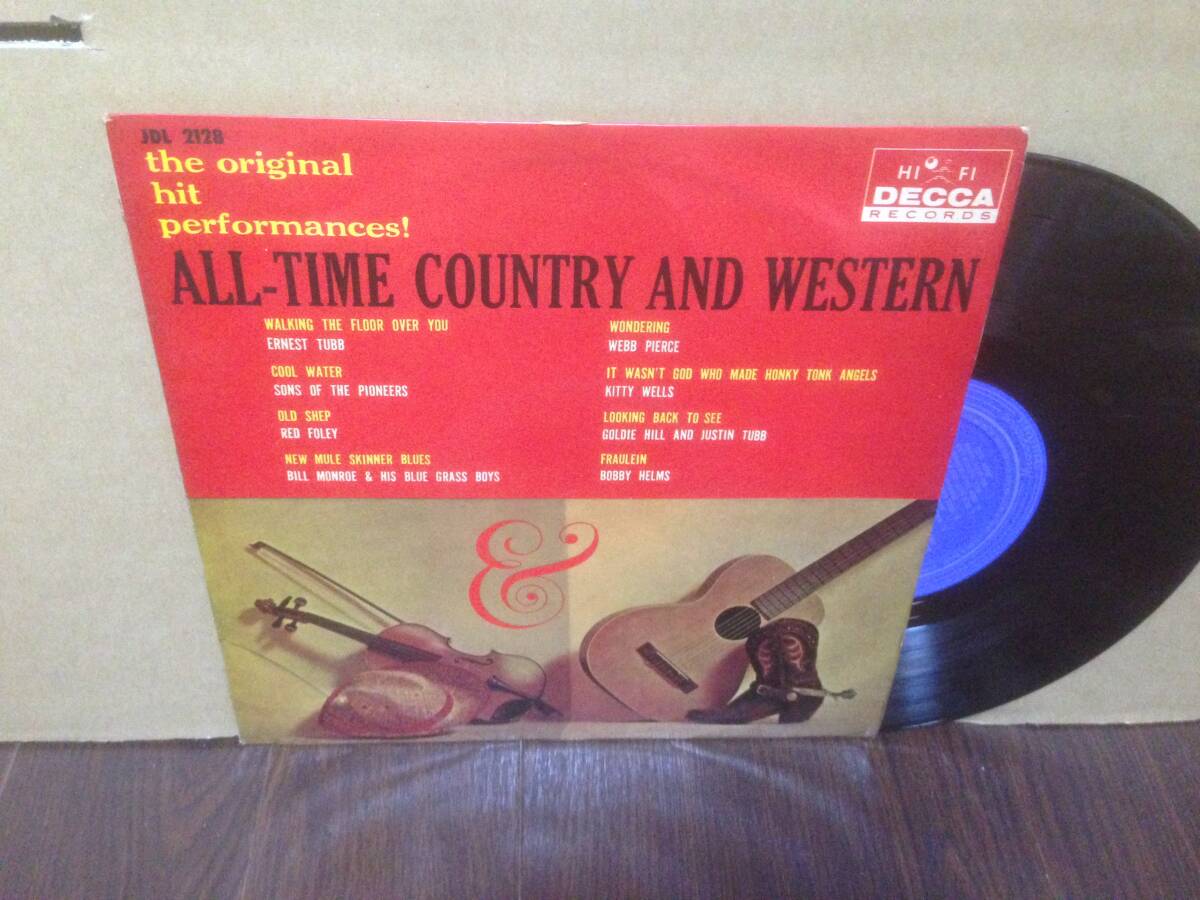 JDL 2128
the original
hit
performances!
HI FI
DECCA
RECORDS
ALL-TIME COUNTRY AND WESTERN
WALKING THE FLOOR OVER YOU
ERNEST TUBB
COOL WATER
SONS OF THE PIONEERS
OLD SHEP
RED FOLEY
NEW MULE SKINNER BLUES
BILL MONROE & HIS BLUE GRASS BOYS
WONDERING
WEBB PIERCE
IT WASN'T GOD WHO MADE HONKY TONK ANGELS
KITTY WELLS
LOOKING BACK TO SEE
GOLDIE HILL AND JUSTIN TUBB
FRAULEIN
BOBBY HELMS
&